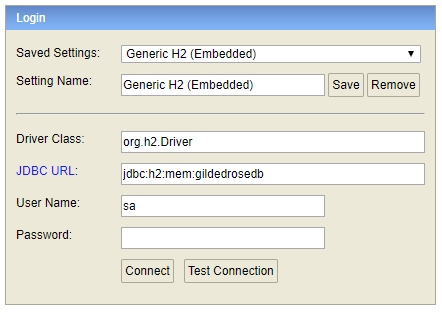 Login
Saved Settings: Generic H2 (Embedded)
Setting Name: Generic H2 (Embedded) Save Remove
Driver Class: org.h2.Driver
JDBC URL: jdbc:h2:mem:gildedrosedb
User Name: sa
Password:
Connect Test Connection